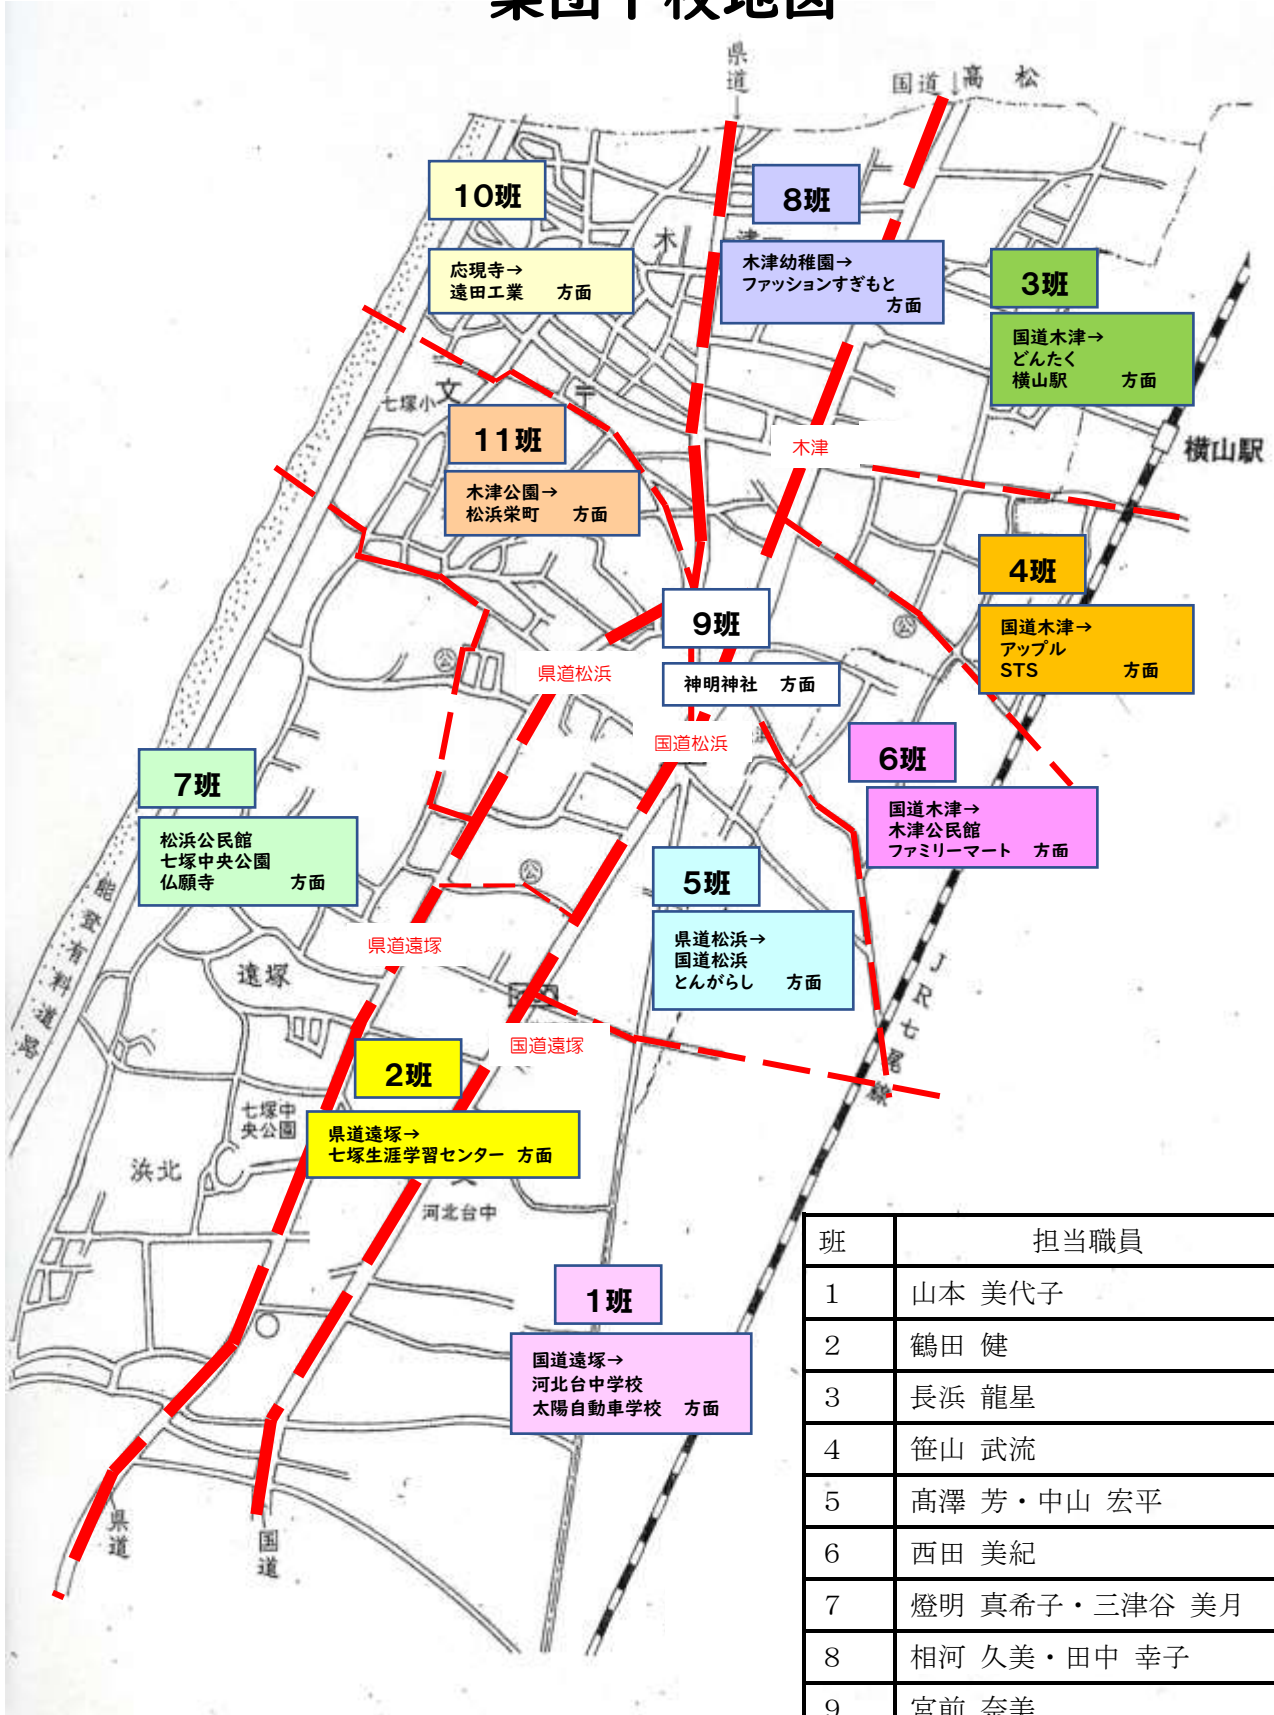 集団下校地図
県道
国道
高松
10班
応現寺→
遠田工業 方面
8班
木津幼稚園→
ファッションすぎもと
方面
3班
国道木津→
どんたく
横山駅 方面
木
津
七塚小
文
〒
11班
木津公園→
松浜栄町 方面
木津
横山駅
4班
国道木津→
アップル
STS 方面
公
9班
神明神社 方面
公
県道松浜
国道松浜
6班
国道木津→
木津公民館
ファミリーマート 方面
7班
松浜公民館
七塚中央公園
仏願寺 方面
公
5班
県道松浜→
国道松浜
とんがらし 方面
能登有料道路
県道遠塚
遠塚
JR七尾線
国道遠塚
2班
県道遠塚→
七塚生涯学習センター 方面
七塚中
央公園
浜北
河北台中
1班
国道遠塚→
河北台中学校
太陽自動車学校 方面
県道
国道
班 担当職員
1 山本 美代子
2 鶴田 健
3 長浜 龍星
4 笹山 武流
5 髙澤 芳・中山 宏平
6 西田 美紀
7 燈明 真希子・三津谷 美月
8 相河 久美・田中 幸子
9 宮前 奈美